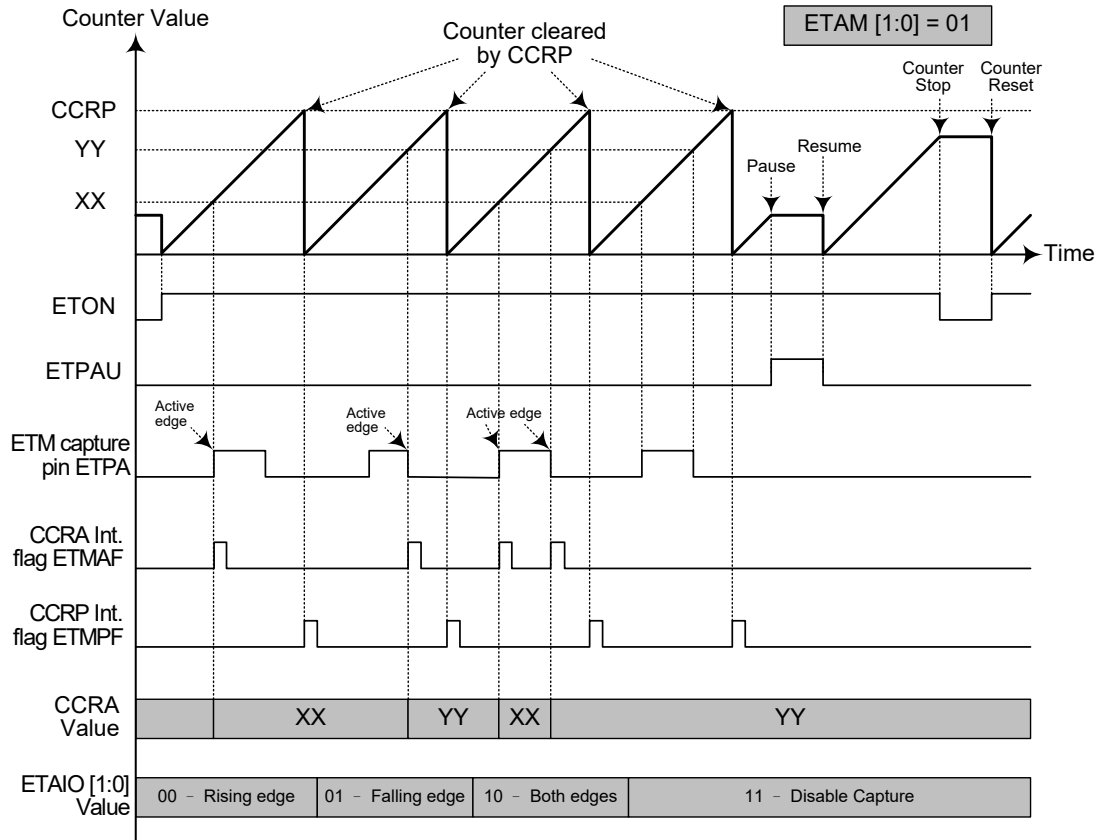 Counter Value
ETAM [1:0] = 01
Counter cleared
by CCRP
Counter
Stop
Counter
Reset
CCRP
YY
XX
Pause
Resume
Time
ETON
ETPAU
Active
edge
Active
edge
Active edge
ETM capture
pin ETPA
CCRA Int.
flag ETMAF
CCRP Int.
flag ETMPF
CCRA
Value
XX
YY
XX
YY
ETAIO [1:0]
Value
00 - Rising edge
01 - Falling edge
10 - Both edges
11 - Disable Capture